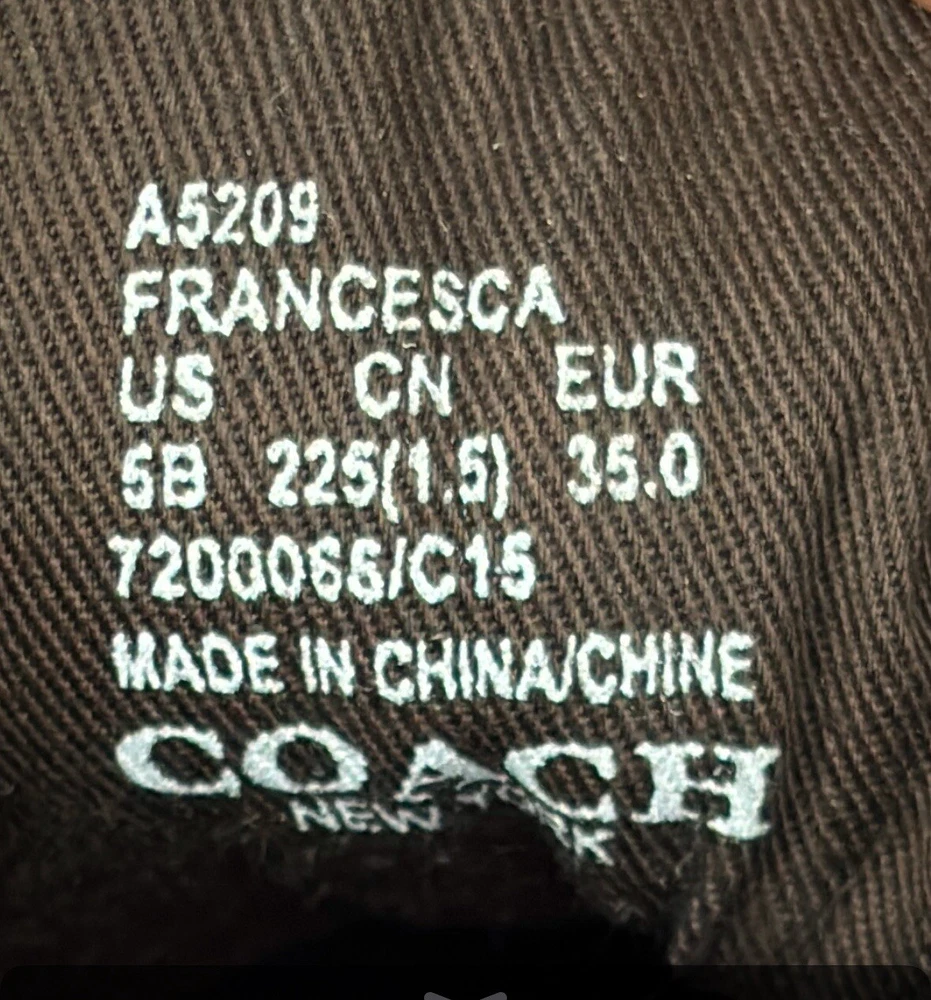 A5209
FRANCESCA
US CN EUR
5B 225(1.5) 35.0
7200066/C15
MADE IN CHINA/CHINE
COACH
NEW YORK